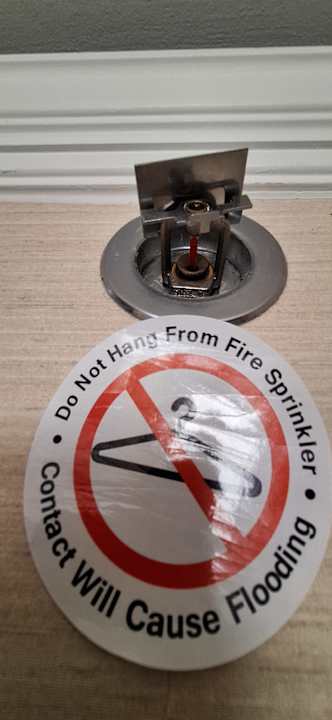 Do Not Hang From Fire Sprinkler
Contact Will Cause Flooding